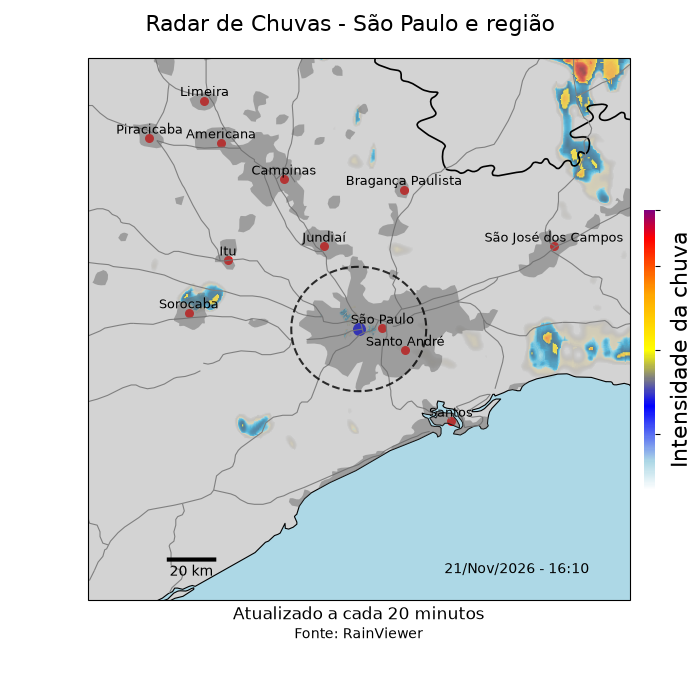 Radar de Chuvas - São Paulo e região
Limeira
Piracicaba
Americana
Campinas
Bragança Paulista
Jundiaí
São José dos Campos
Itu
Sorocaba
São Paulo
Santo André
Santos
Intensidade da chuva
21/Nov/2026 - 16:10
20 km
Atualizado a cada 20 minutos
Fonte: RainViewer